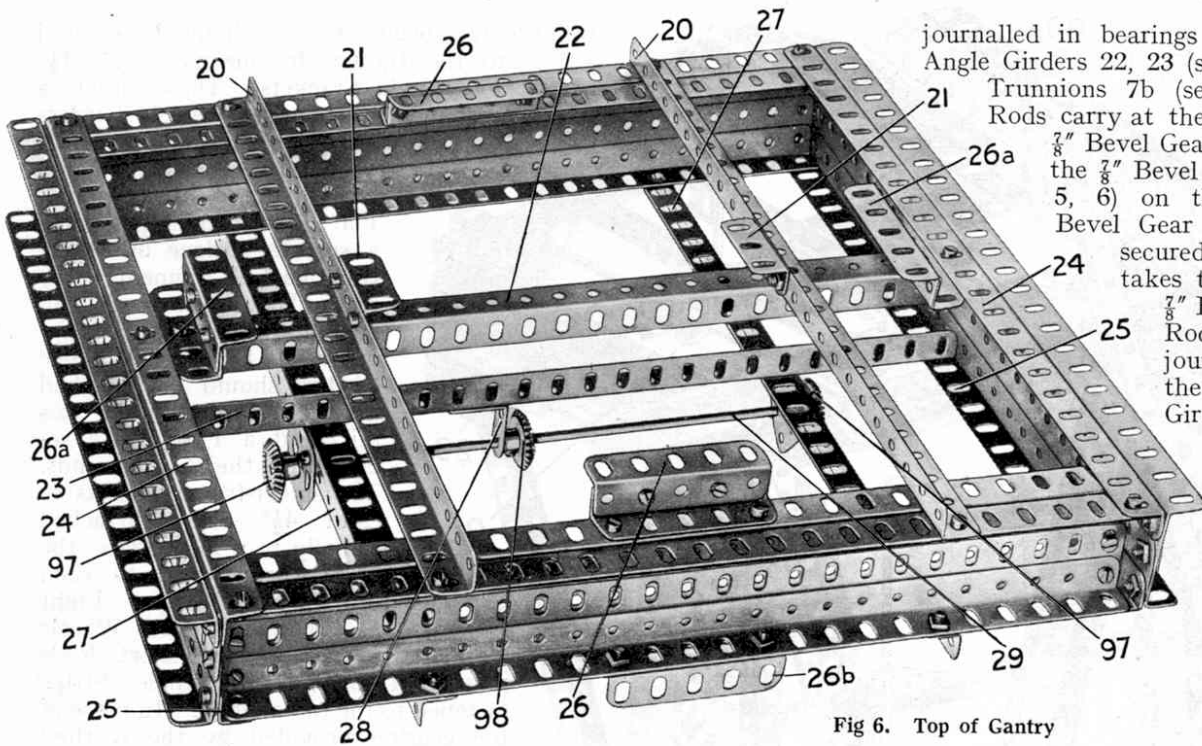 journalled in bearings
Angle Girders 22, 23 (s
Trunnions 7b (se
Rods carry at the
⅞″ Bevel Gea
the ⅞″ Bevel
5, 6) on t
Bevel Gear
secured
takes t
⅞″
Rod
jou
the
Gir
20
21
26
22
20
27
21
26a
24
25
26a
23
24
97
27
25
28
98
26
26b
29
97
Fig 6. Top of Gantry